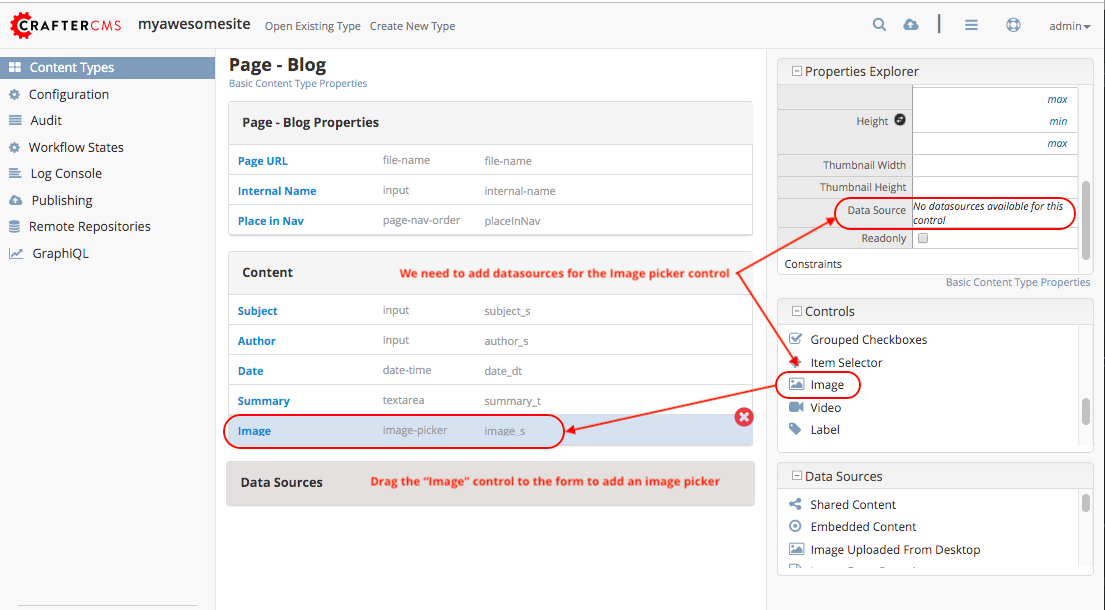 CRAFTERCMS myawesomesite Open Existing Type Create New Type admin
Content Types
Configuration
Audit
Workflow States
Log Console
Publishing
Remote Repositories
GraphiQL
Page - Blog
Basic Content Type Properties
Page - Blog Properties
Page URL file-name file-name
Internal Name input internal-name
Place in Nav page-nav-order placeInNav
Content
We need to add datasources for the Image picker control
Subject input subject_s
Author input author_s
Date date-time date_dt
Summary textarea summary_t
Image image-picker image_s
Data Sources
Drag the "Image" control to the form to add an image picker
Properties Explorer
max
Height min
max
Thumbnail Width
Thumbnail Height
Data Source No datasources available for this
control
Readonly
Constraints
Basic Content Type Properties
Controls
Grouped Checkboxes
Item Selector
Image
Video
Label
Data Sources
Shared Content
Embedded Content
Image Uploaded From Desktop